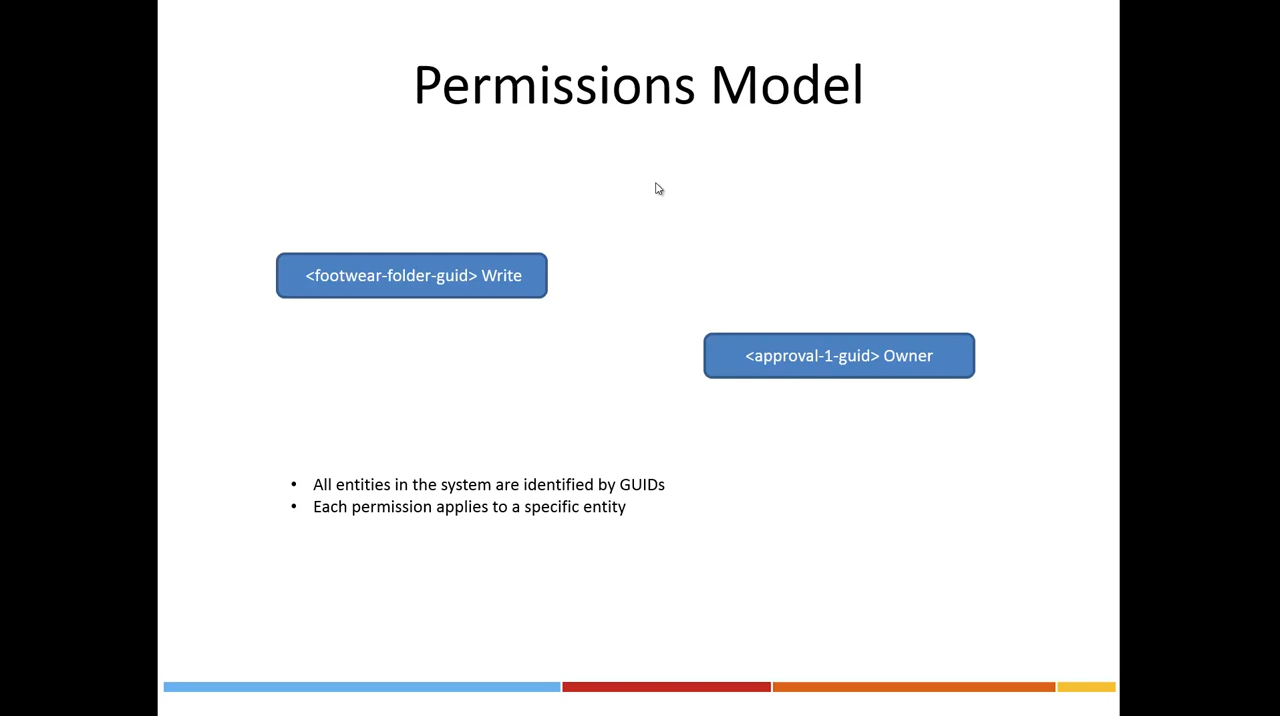 Permissions Model
<footwear-folder-guid> Write
<approval-1-guid> Owner
• All entities in the system are identified by GUIDs
• Each permission applies to a specific entity